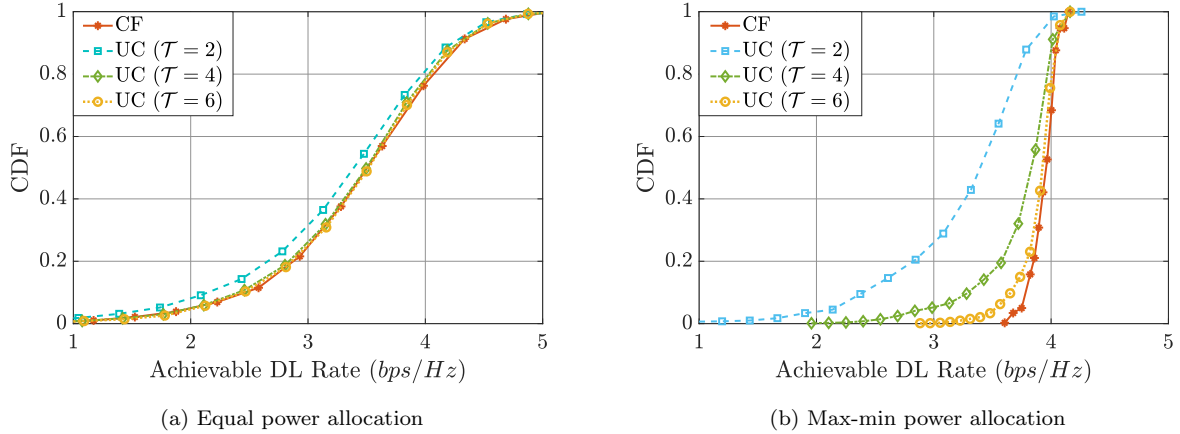 1
0.8
0.6
0.4
0.2
0
CDF
CF
UC (𝒯 = 2)
UC (𝒯 = 4)
UC (𝒯 = 6)
1 2 3 4 5
Achievable DL Rate (bps/Hz)
(a) Equal power allocation
1
0.8
0.6
0.4
0.2
0
CDF
CF
UC (𝒯 = 2)
UC (𝒯 = 4)
UC (𝒯 = 6)
1 2 3 4 5
Achievable DL Rate (bps/Hz)
(b) Max-min power allocation